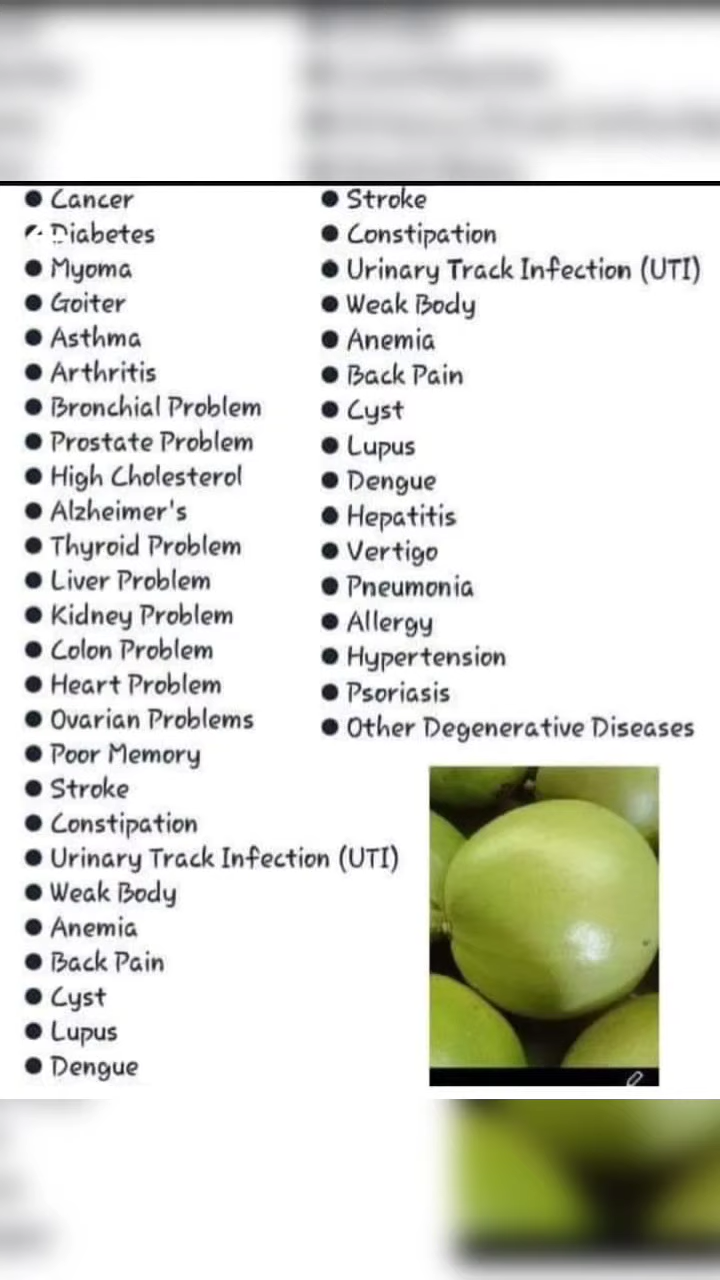 Cancer
Diabetes
Myoma
Goiter
Asthma
Arthritis
Bronchial Problem
Prostate Problem
High Cholesterol
Alzheimer's
Thyroid Problem
Liver Problem
Kidney Problem
Colon Problem
Heart Problem
Ovarian Problems
Poor Memory
Stroke
Constipation
Urinary Track Infection (UTI)
Weak Body
Anemia
Back Pain
Cyst
Lupus
Dengue
Stroke
Constipation
Urinary Track Infection (UTI)
Weak Body
Anemia
Back Pain
Cyst
Lupus
Dengue
Hepatitis
Vertigo
Pneumonia
Allergy
Hypertension
Psoriasis
Other Degenerative Diseases